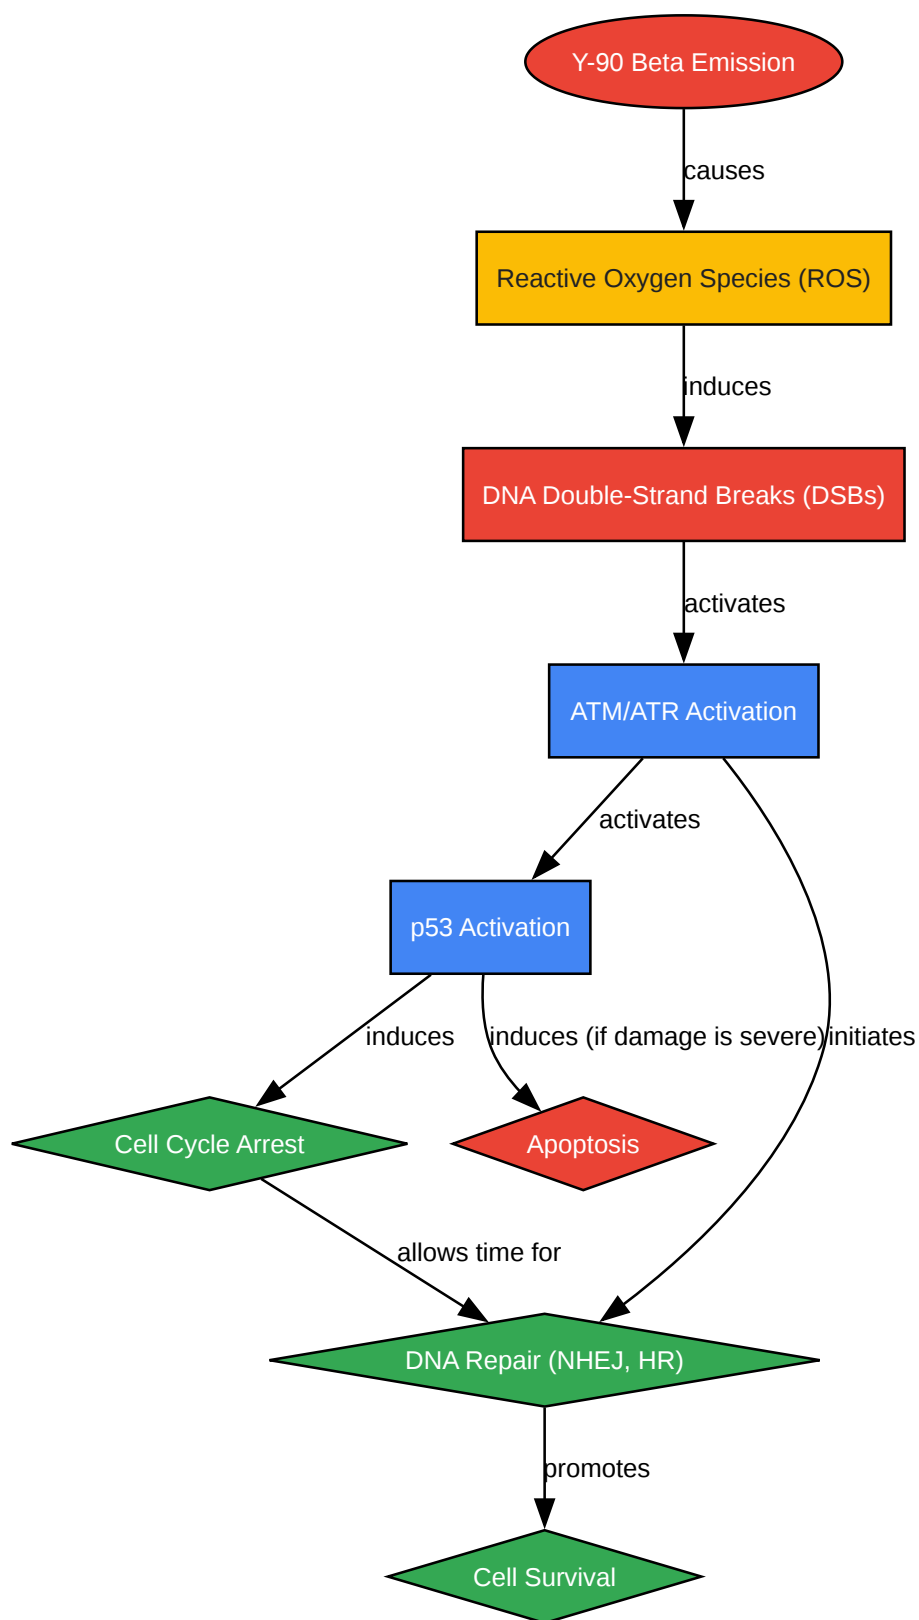 Y-90 Beta Emission
causes
Reactive Oxygen Species (ROS)
induces
DNA Double-Strand Breaks (DSBs)
activates
ATM/ATR Activation
activates
p53 Activation
induces
induces (if damage is severe)
initiates
Cell Cycle Arrest
Apoptosis
allows time for
DNA Repair (NHEJ, HR)
promotes
Cell Survival